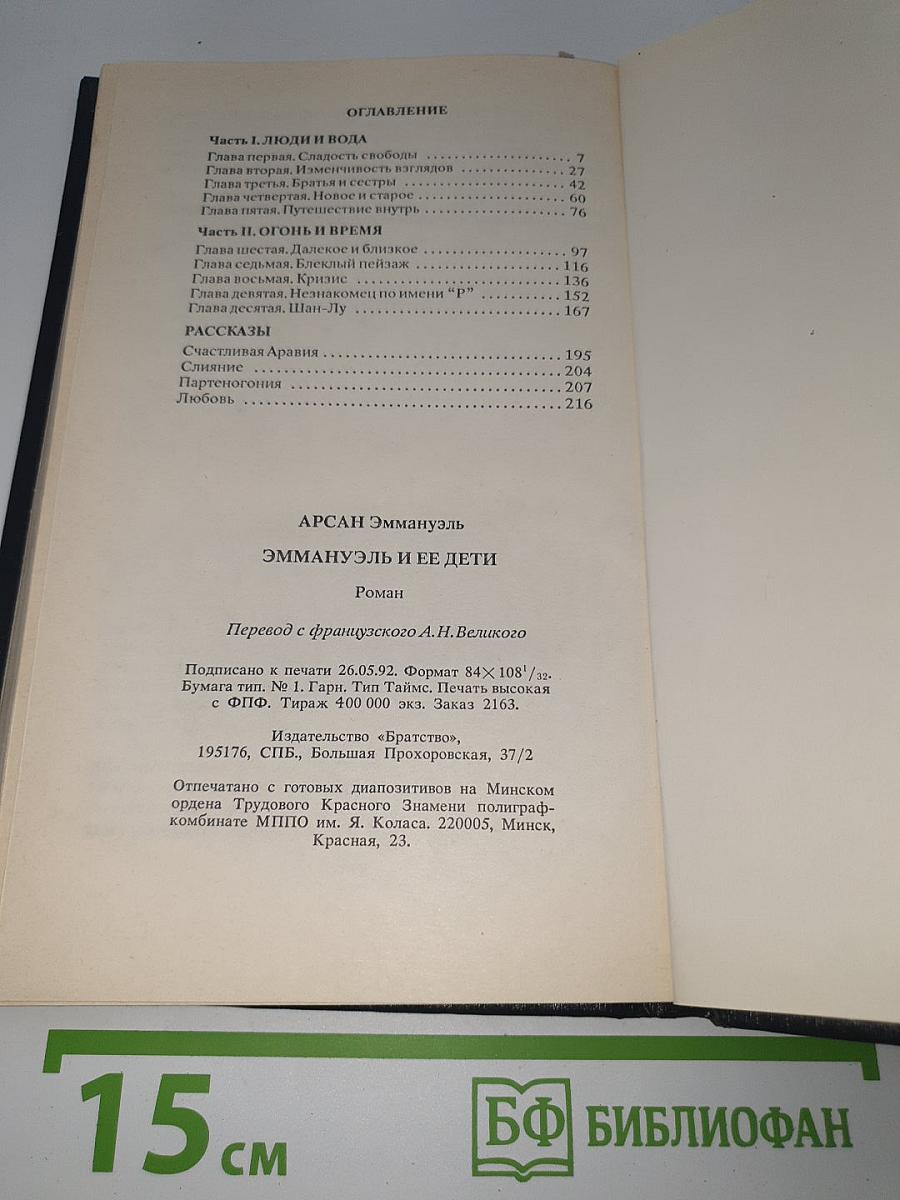 ОГЛАВЛЕНИЕ
Часть I. ЛЮДИ И ВОДА
Глава первая. Сладость свободы ..................... 7
Глава вторая. Изменчивость взглядов ............... 27
Глава третья. Братья и сестры ........................ 42
Глава четвертая. Новое и старое ..................... 60
Глава пятая. Путешествие внутрь ..................... 76
Часть II. ОГОНЬ И ВРЕМЯ
Глава шестая. Далекое и близкое ..................... 97
Глава седьмая. Блеклый пейзаж ..................... 116
Глава восьмая. Кризис .............................. 136
Глава девятая. Незнакомец по имени “Р” ........... 152
Глава десятая. Шан-Лу .............................. 167
РАССКАЗЫ
Счастливая Аравия .................................. 195
Слияние ............................................. 204
Партеногония ....................................... 207
Любовь .............................................. 216
АРСАН Эммануэль
ЭММАНУЭЛЬ И ЕЕ ДЕТИ
Роман
Перевод с французского А.Н.Великого
Подписано к печати 26.05.92. Формат 84×108¹/₃₂.
Бумага тип. № 1. Гарн. Тип Таймс. Печать высокая
с ФПФ. Тираж 400 000 экз. Заказ 2163.
Издательство «Братство»,
195176, СПБ., Большая Прохоровская, 37/2
Отпечатано с готовых диапозитивов на Минском
ордена Трудового Красного Знамени полиграф-
комбинате МППО им. Я. Коласа. 220005, Минск,
Красная, 23.
15 см
БФ БИБЛИОФАН